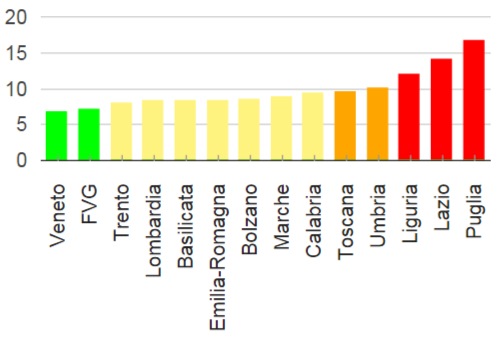 20
15
10
5
0
Veneto
FVG
Trento
Lombardia
Basilicata
Emilia-Romagna
Bolzano
Marche
Calabria
Toscana
Umbria
Liguria
Lazio
Puglia